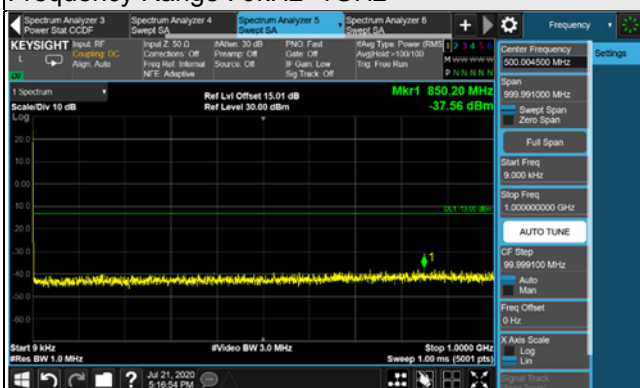 Frequency Range : 9kHz~1GHz
Spectrum Analyzer 3
Power Stat CCDF
Spectrum Analyzer 4
Swept SA
Spectrum Analyzer 5
Swept SA
Spectrum Analyzer 6
Swept SA
Frequency
KEYSIGHT
Input: RF
Coupling: DC
Align: Auto
Input Z: 50 Ω
Corrections: Off
Freq Ref: Internal
NFE: Adaptive
#Atten: 30 dB
Preamp: Off
Source: Off
PNO: Fast
Gate: Off
IF Gain: Low
Sig Track: Off
#Avg Type: Power (RMS
Avg|Hold:>100/100
Trig: Free Run
1 2 3 4 5 6
M W W W W W
P N N N N N
LV
1 Spectrum
Scale/Div 10 dB
Log
Ref Lvl Offset 15.01 dB
Ref Level 30.00 dBm
Mkr1 850.20 MHz
-37.56 dBm
20.0
10.0
0.00
-10.0
DL1 -13.00 dBm
-20.0
-30.0
1
-40.0
-50.0
-60.0
Start 9 kHz
#Res BW 1.0 MHz
#Video BW 3.0 MHz
Stop 1.0000 GHz
Sweep 1.00 ms (5001 pts)
Center Frequency
500.004500 MHz
Settings
Span
999.991000 MHz
Swept Span
Zero Span
Full Span
Start Freq
9.000 kHz
Stop Freq
1.000000000 GHz
AUTO TUNE
CF Step
99.999100 MHz
Auto
Man
Freq Offset
0 Hz
X Axis Scale
Log
Lin
Signal Track
Jul 21, 2020
5:16:54 PM